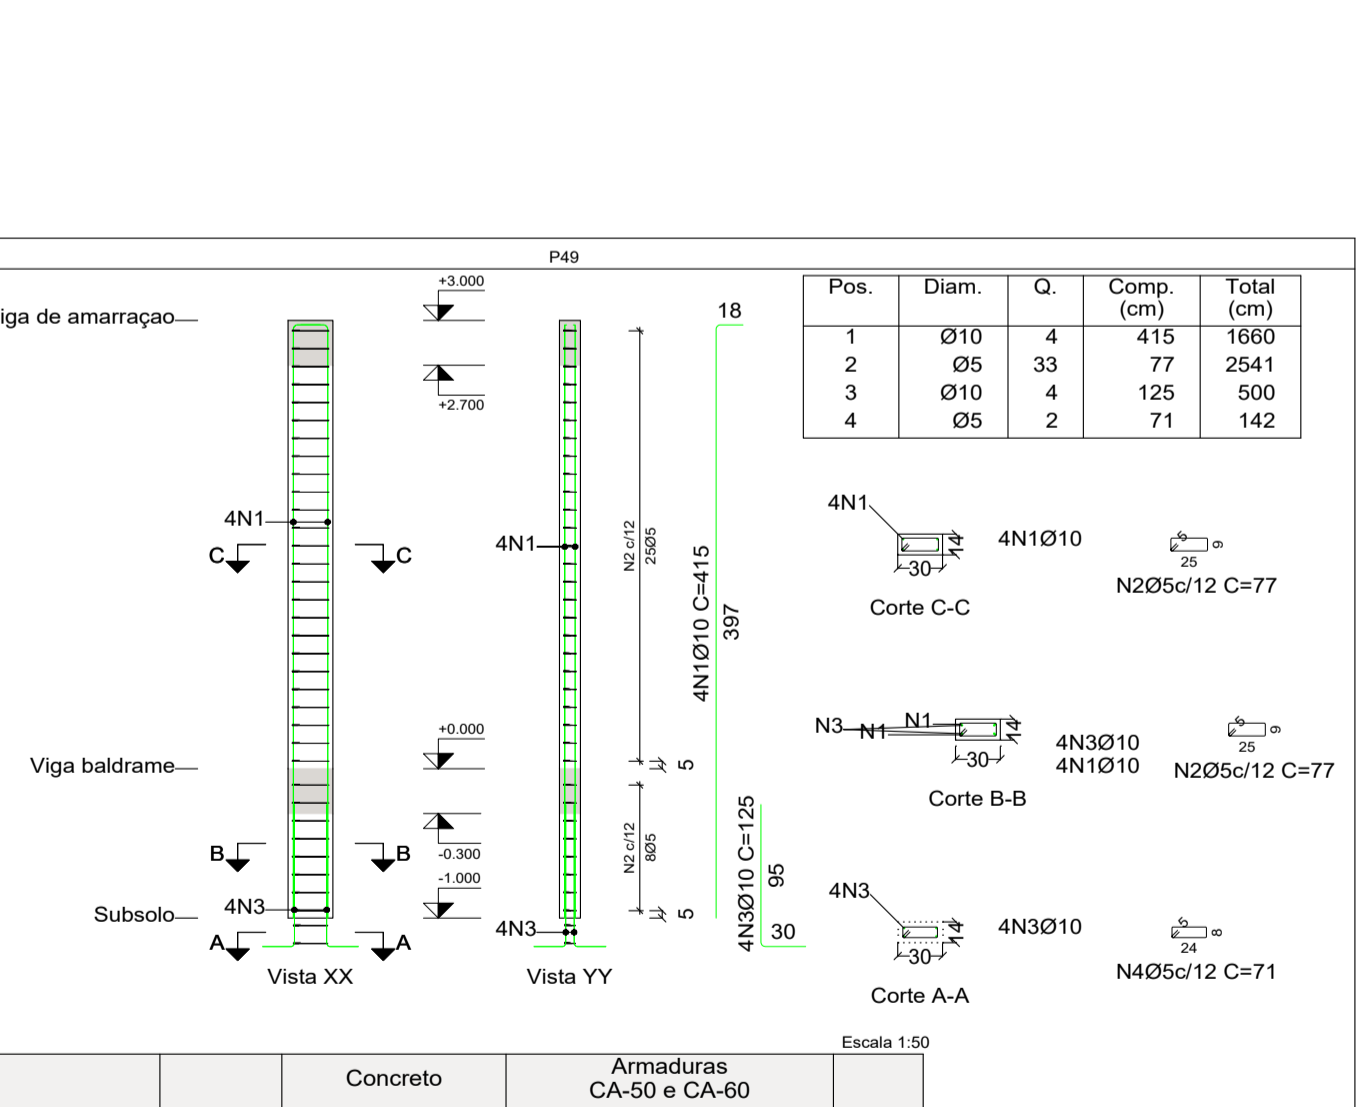 P49
iga de amarraçao
+3.000
+2.700
18
Pos. Diam. Q. Comp. (cm) Total (cm)
1 Ø10 4 415 1660
2 Ø5 33 77 2541
3 Ø10 4 125 500
4 Ø5 2 71 142
4N1
C C
4N1
N2 c/12
25Ø5
4N1Ø10 C=415
397
4N1
14
30
4N1Ø10
Corte C-C
5
9
25
N2Ø5c/12 C=77
Viga baldrame
+0.000
-0.300
5
N2 c/12
8Ø5
N3
N1
N1
14
30
4N3Ø10
4N1Ø10
Corte B-B
5
9
25
N2Ø5c/12 C=77
B B
Subsolo
-1.000
4N3
A A
4N3
5
4N3Ø10 C=125
95
30
4N3
14
30
4N3Ø10
Corte A-A
5
8
24
N4Ø5c/12 C=71
Vista XX
Vista YY
Escala 1:50
Concreto
Armaduras
CA-50 e CA-60